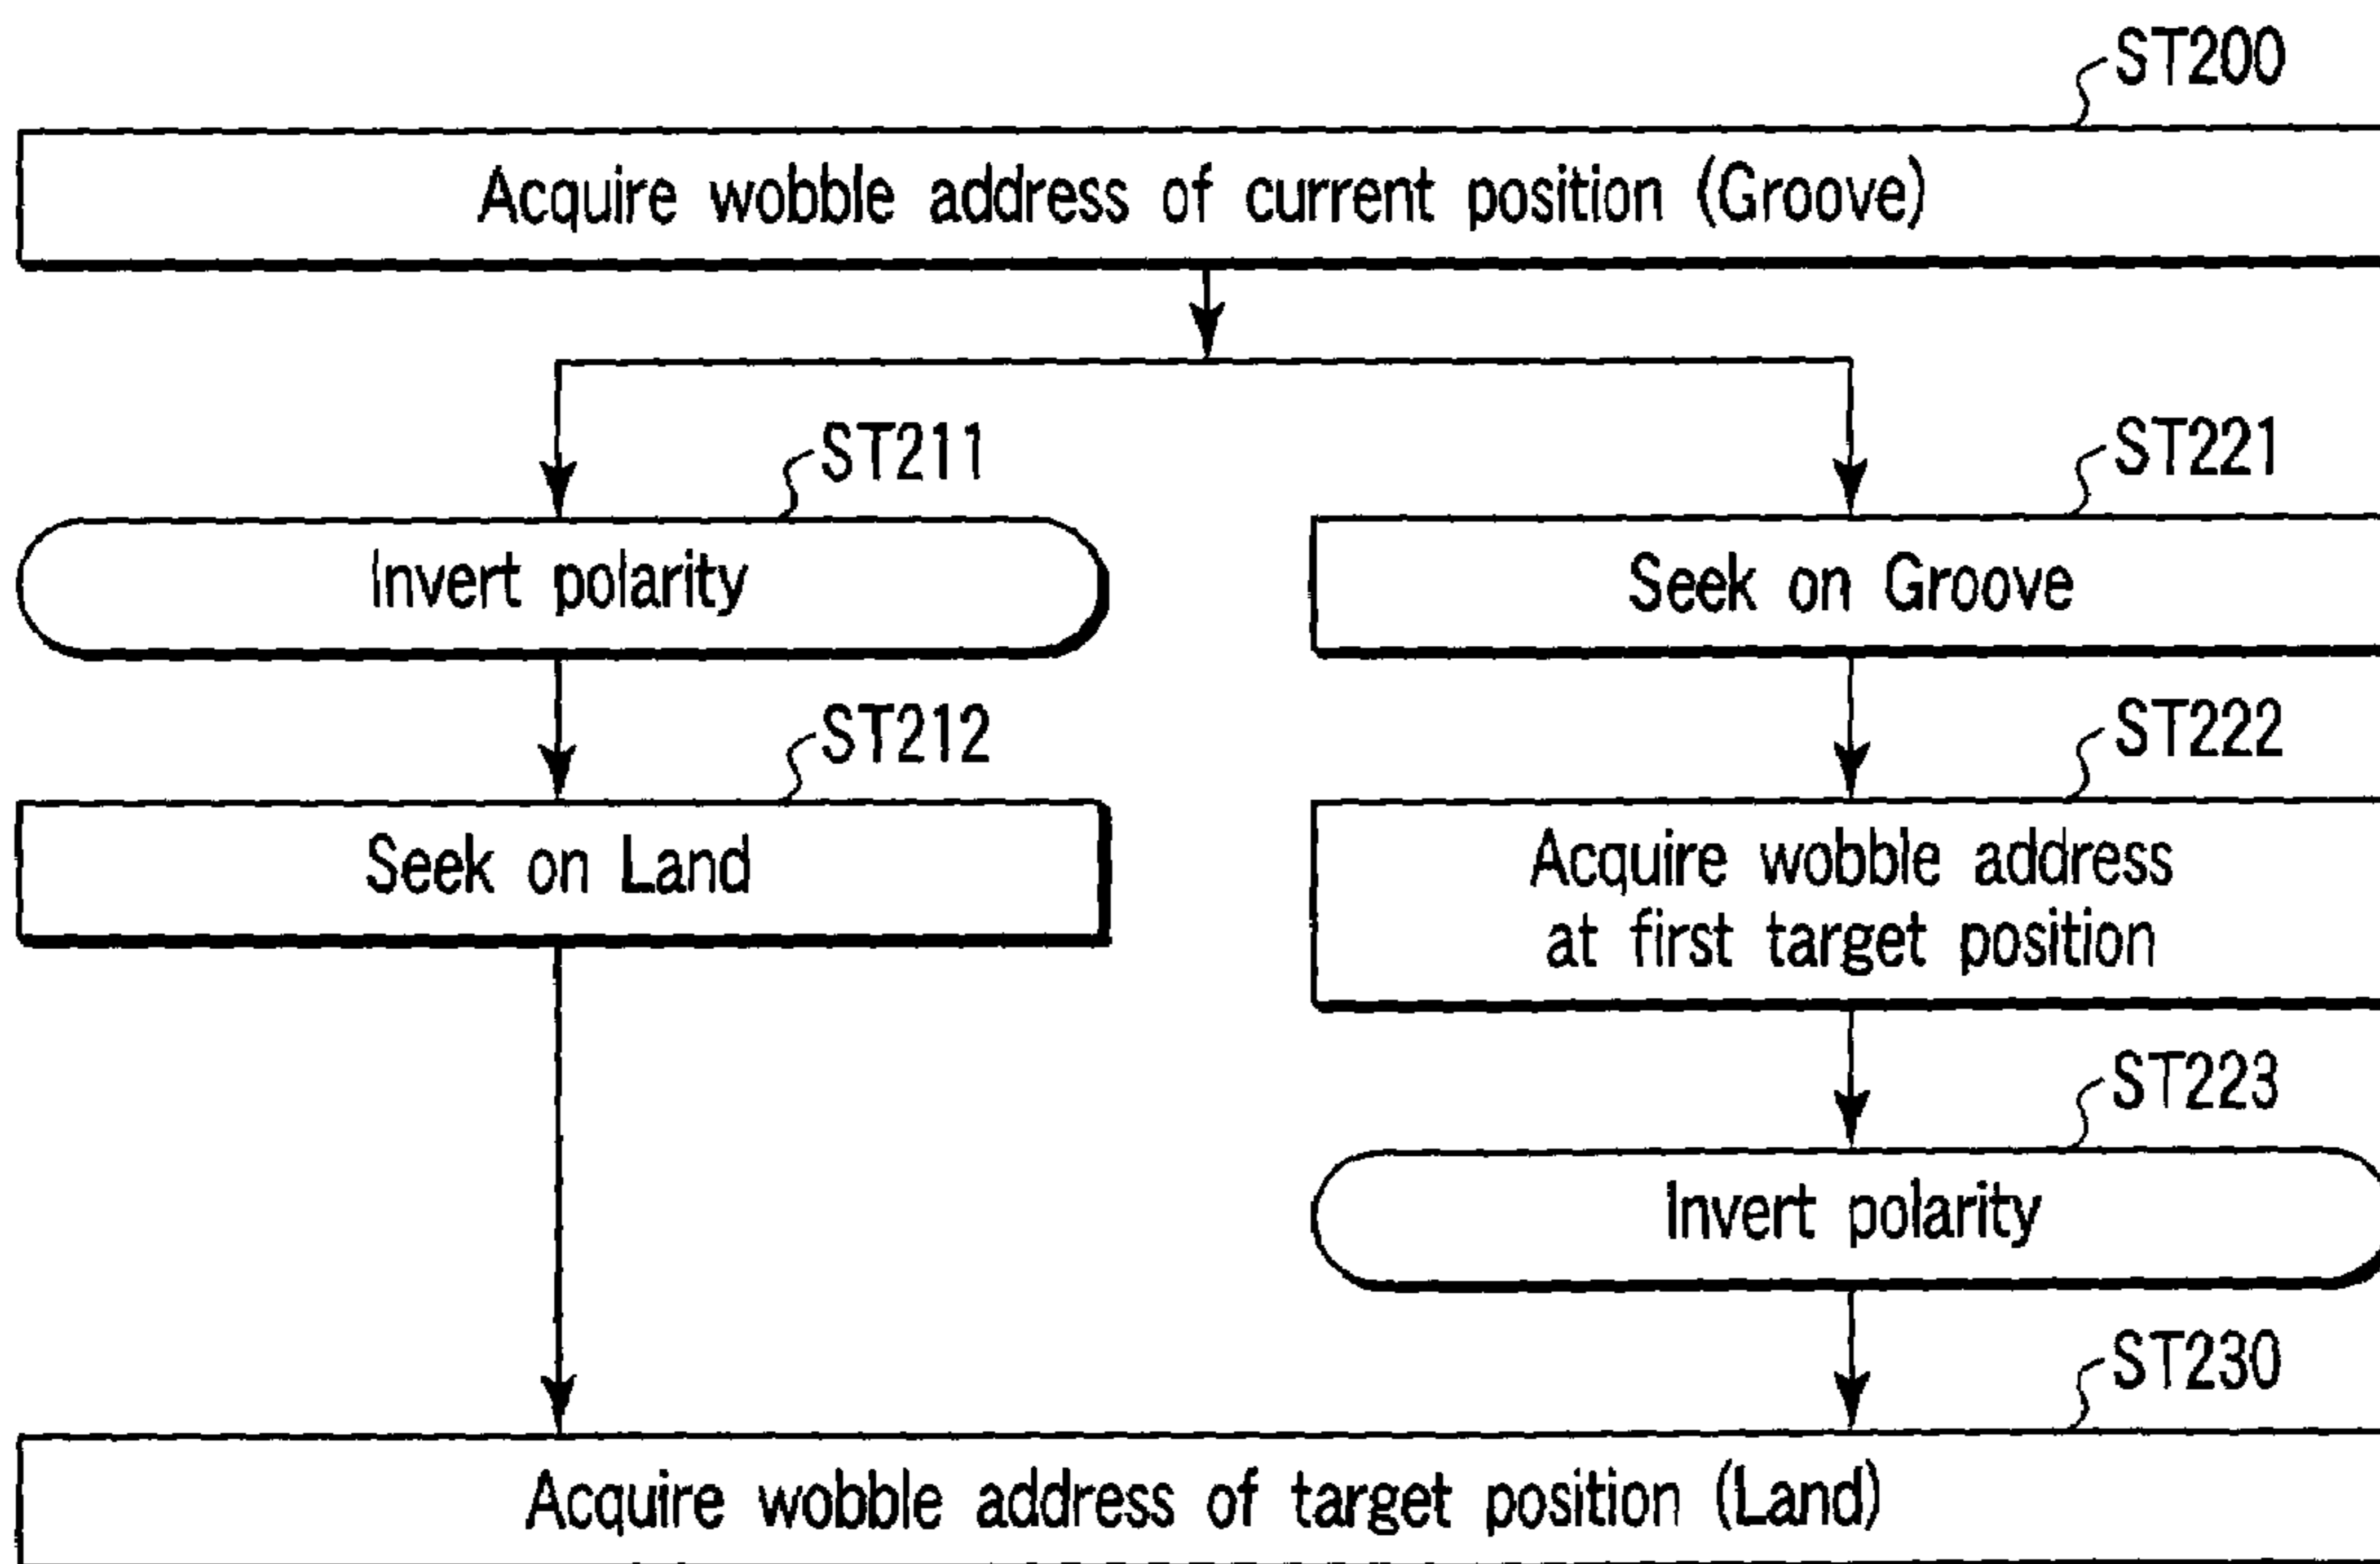 ST200
Acquire wobble address of current position (Groove)
ST211
ST221
Invert polarity
Seek on Groove
ST212
ST222
Seek on Land
Acquire wobble address
at first target position
ST223
Invert polarity
ST230
Acquire wobble address of target position (Land)